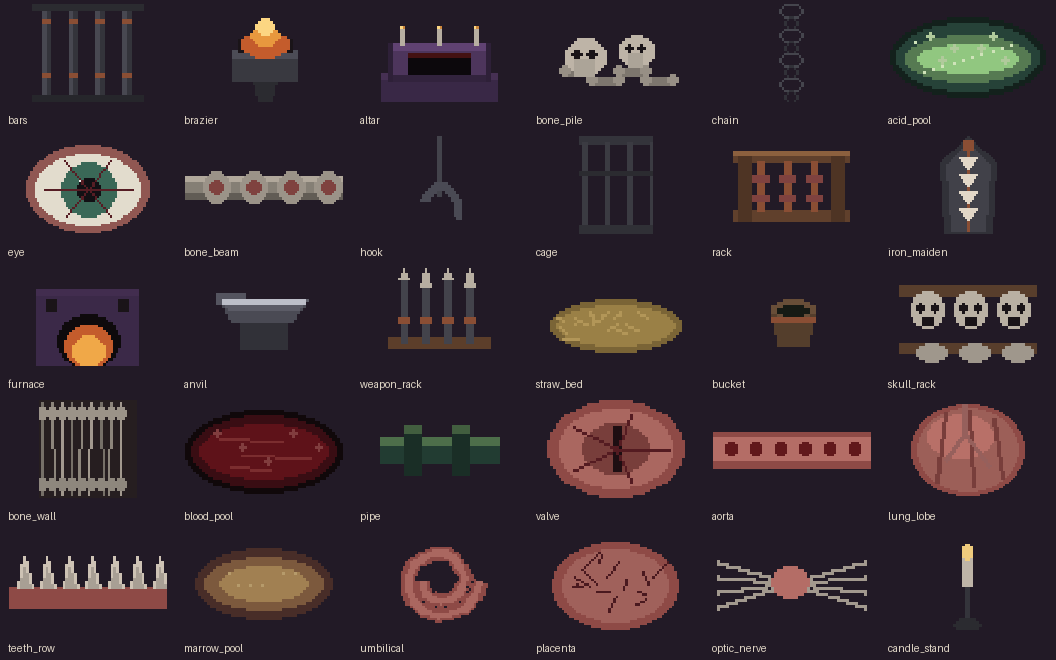 bars
brazier
altar
bone_pile
chain
acid_pool
eye
bone_beam
hook
cage
rack
iron_maiden
furnace
anvil
weapon_rack
straw_bed
bucket
skull_rack
bone_wall
blood_pool
pipe
valve
aorta
lung_lobe
teeth_row
marrow_pool
umbilical
placenta
optic_nerve
candle_stand